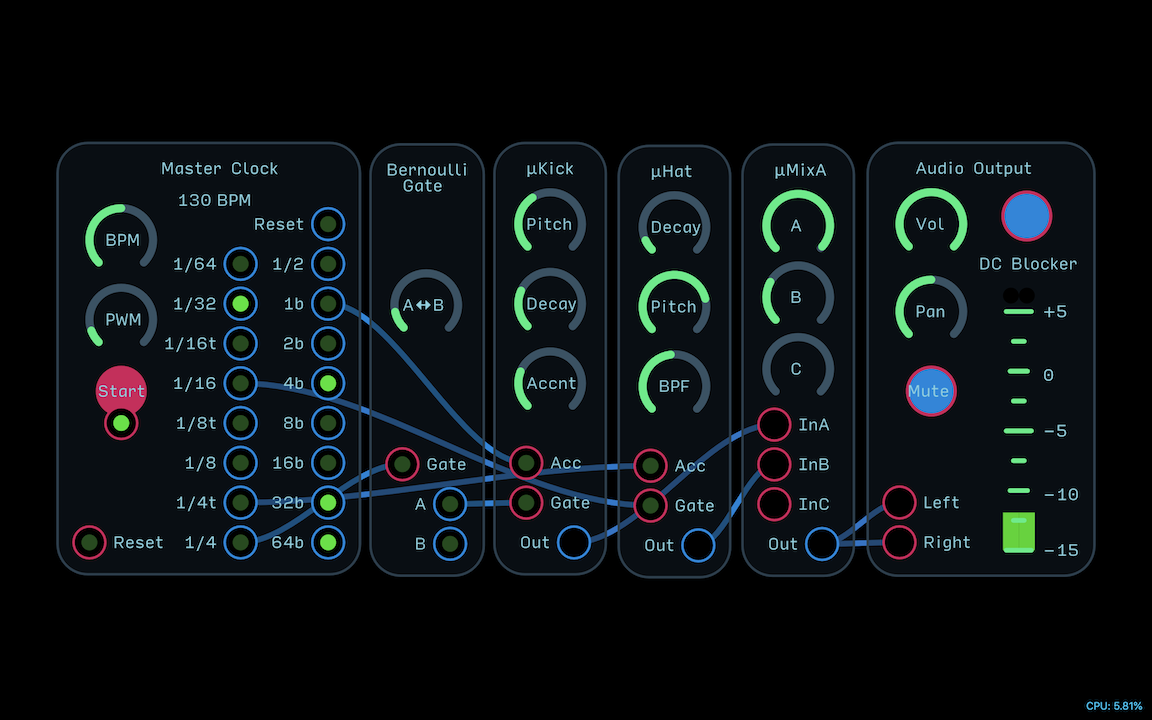 Master Clock
130 BPM
BPM
PWM
Start
Reset
1/64
1/32
1/16t
1/16
1/8t
1/8
1/4t
1/4
Reset
1/2
1b
2b
4b
8b
16b
32b
64b
Bernoulli
Gate
A↔B
Gate
A
B
µKick
Pitch
Decay
Accnt
Acc
Gate
Out
µHat
Decay
Pitch
BPF
Acc
Gate
Out
µMixA
A
B
C
InA
InB
InC
Out
Audio Output
Vol
Pan
Mute
Left
Right
DC Blocker
+5
0
−5
−10
−15
CPU: 5.81%